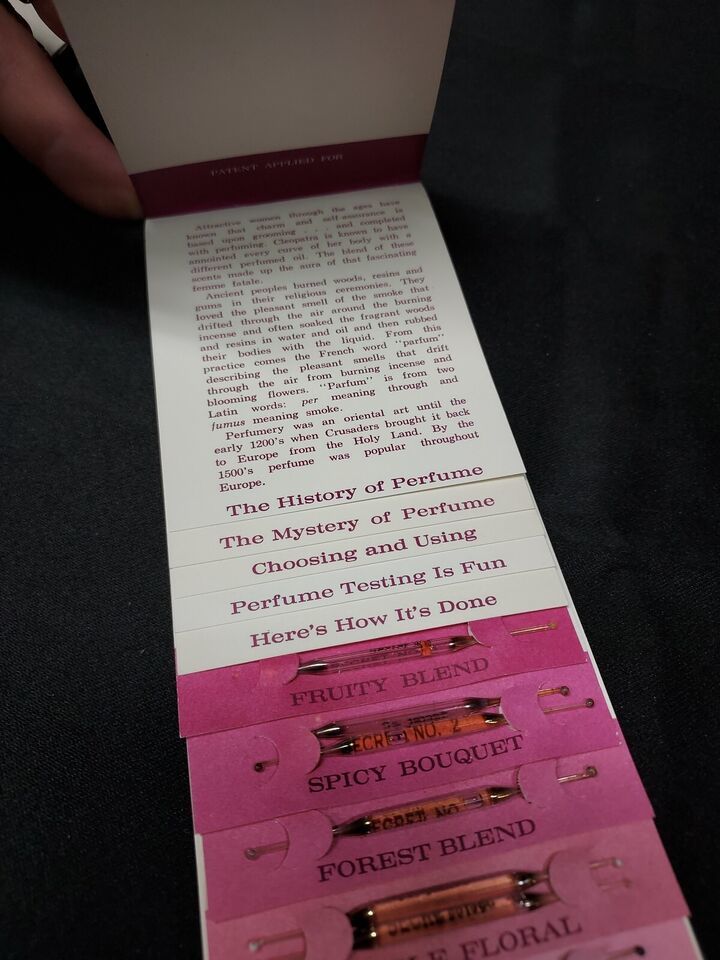 PATENT APPLIED FOR
Attractive women through the ages have
known that charm and self-assurance is
based upon grooming . . . and completed
with perfuming. Cleopatra is known to have
annointed every curve of her body with a
different perfumed oil. The blend of these
scents made up the aura of that fascinating
femme fatale.
Ancient peoples burned woods, resins and
gums in their religious ceremonies. They
loved the pleasant smell of the smoke that
drifted through the air around the burning
incense and often soaked the fragrant woods
and resins in water and oil and then rubbed
their bodies with the liquid. From this
practice comes the French word "parfum"
describing the pleasant smells that drift
through the air from burning incense and
blooming flowers. "Parfum" is from two
Latin words: per meaning through and
fumus meaning smoke.
Perfumery was an oriental art until the
early 1200's when Crusaders brought it back
to Europe from the Holy Land. By the
1500's perfume was popular throughout
Europe.
The History of Perfume
The Mystery of Perfume
Choosing and Using
Perfume Testing Is Fun
Here's How It's Done
FRUITY BLEND
NO. 2
SPICY BOUQUET
NO.
FOREST BLEND
FLORAL